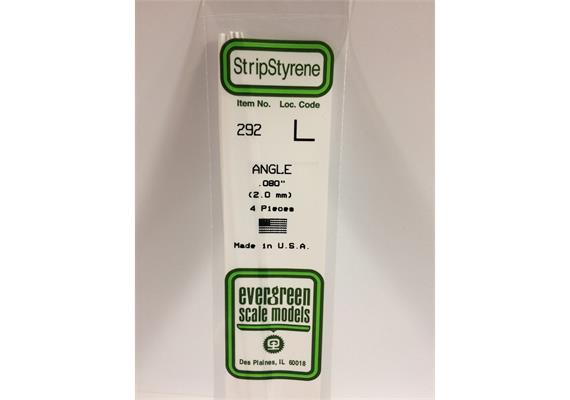 StripStyrene
Item No. Loc. Code
292 L
ANGLE
.080"
(2.0 mm)
4 Pieces
Made in U.S.A.
evergreen
scale models
Des Plaines, IL 60018